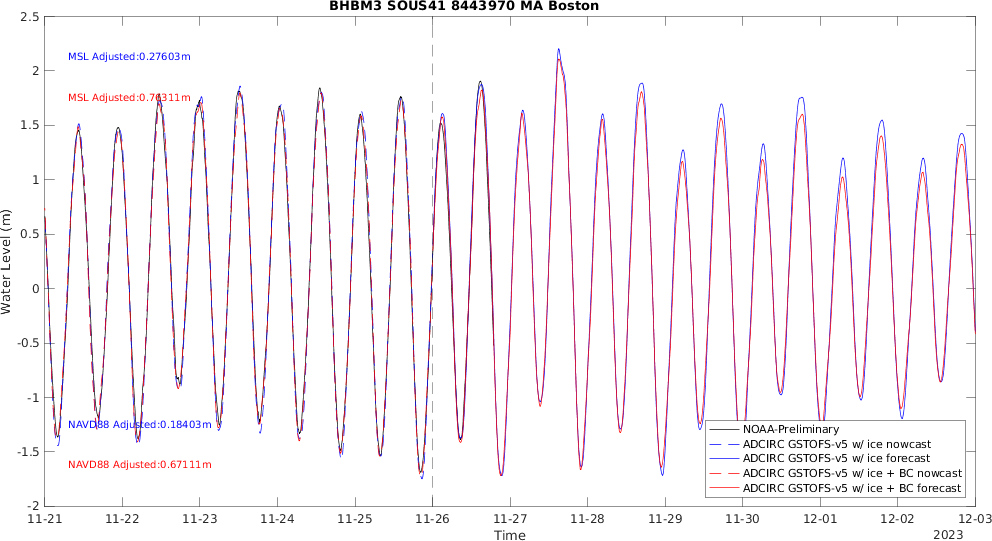 BHBM3 SOUS41 8443970 MA Boston
MSL Adjusted:0.27603m
MSL Adjusted:0.76311m
NAVD88 Adjusted:0.18403m
NAVD88 Adjusted:0.67111m
Water Level (m)
2.5
2
1.5
1
0.5
0
-0.5
-1
-1.5
-2
NOAA-Preliminary
ADCIRC GSTOFS-v5 w/ ice nowcast
ADCIRC GSTOFS-v5 w/ ice forecast
ADCIRC GSTOFS-v5 w/ ice + BC nowcast
ADCIRC GSTOFS-v5 w/ ice + BC forecast
11-21 11-22 11-23 11-24 11-25 11-26 11-27 11-28 11-29 11-30 12-01 12-02 12-03
Time
2023